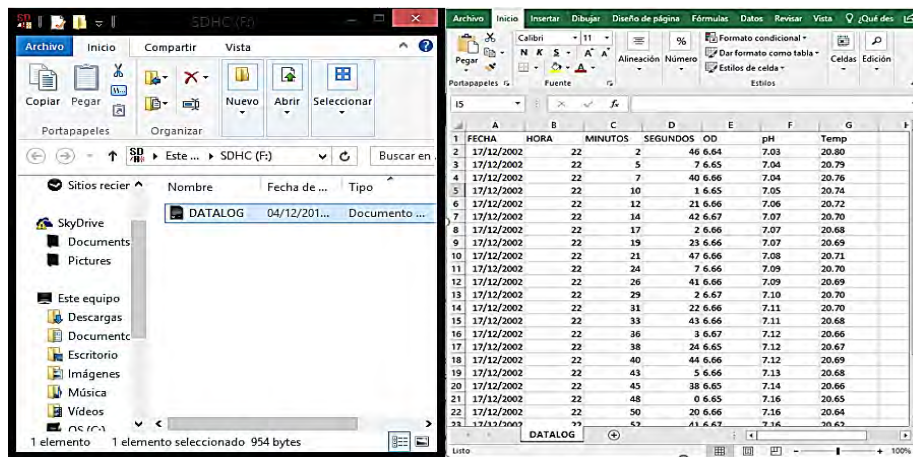 SDHC (F:)
Archivo Inicio Compartir Vista
Copiar Pegar Nuevo Abrir Seleccionar
Portapapeles Organizar
Este ... SDHC (F:) Buscar en
Sitios recier
SkyDrive
Documents
Pictures
Este equipo
Descargas
Documentc
Escritorio
Imágenes
Música
Vídeos
OS (C:)
Nombre Fecha de ... Tipo
DATALOG 04/12/201... Documento ...
1 elemento 1 elemento seleccionado 954 bytes
Archivo Inicio Insertar Dibujar Diseño de página Fórmulas Datos Revisar Vista ¿Qué des
Pegar Calibri 11 Alineación Número Formato condicional Celdas Edición
N K S A A % Dar formato como tabla
Estilos de celda
Portapapeles Fuente Estilos
I5 fx
A B C D E F G
1 FECHA HORA MINUTOS SEGUNDOS OD pH Temp
2 17/12/2002 22 2 46 6.64 7.03 20.80
3 17/12/2002 22 5 7 6.65 7.04 20.79
4 17/12/2002 22 7 40 6.66 7.04 20.76
5 17/12/2002 22 10 1 6.65 7.05 20.74
6 17/12/2002 22 12 21 6.66 7.06 20.72
7 17/12/2002 22 14 42 6.67 7.07 20.70
8 17/12/2002 22 17 2 6.66 7.07 20.68
9 17/12/2002 22 19 23 6.66 7.07 20.69
10 17/12/2002 22 21 47 6.66 7.08 20.71
11 17/12/2002 22 24 7 6.66 7.09 20.70
12 17/12/2002 22 26 41 6.66 7.09 20.69
13 17/12/2002 22 29 2 6.67 7.10 20.70
14 17/12/2002 22 31 22 6.66 7.11 20.70
15 17/12/2002 22 33 43 6.66 7.11 20.68
16 17/12/2002 22 36 3 6.67 7.12 20.66
17 17/12/2002 22 38 24 6.65 7.12 20.67
18 17/12/2002 22 40 44 6.66 7.12 20.69
19 17/12/2002 22 43 5 6.66 7.13 20.68
20 17/12/2002 22 45 38 6.65 7.14 20.66
21 17/12/2002 22 48 0 6.65 7.16 20.65
22 17/12/2002 22 50 20 6.66 7.16 20.64
23 17/12/2002 22 52 41 6.67 7.16 20.62
DATALOG
Listo 100%